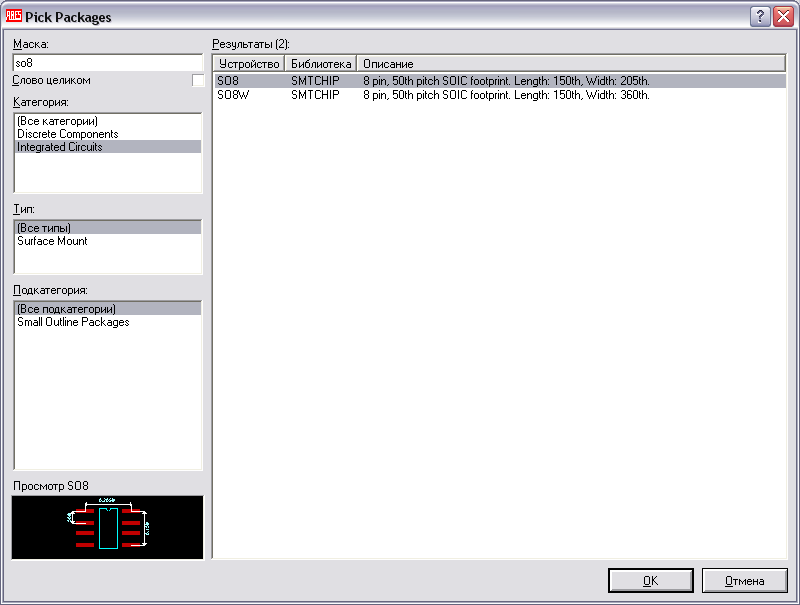 ARES Pick Packages
Маска:
so8
Слово целиком
Категория:
(Все категории)
Discrete Components
Integrated Circuits
Тип:
(Все типы)
Surface Mount
Подкатегория:
(Все подкатегории)
Small Outline Packages
Просмотр SO8
Результаты (2):
Устройство Библиотека Описание
SO8 SMTCHIP 8 pin, 50th pitch SOIC footprint. Length: 150th, Width: 205th.
SO8W SMTCHIP 8 pin, 50th pitch SOIC footprint. Length: 150th, Width: 360th.
OK Отмена